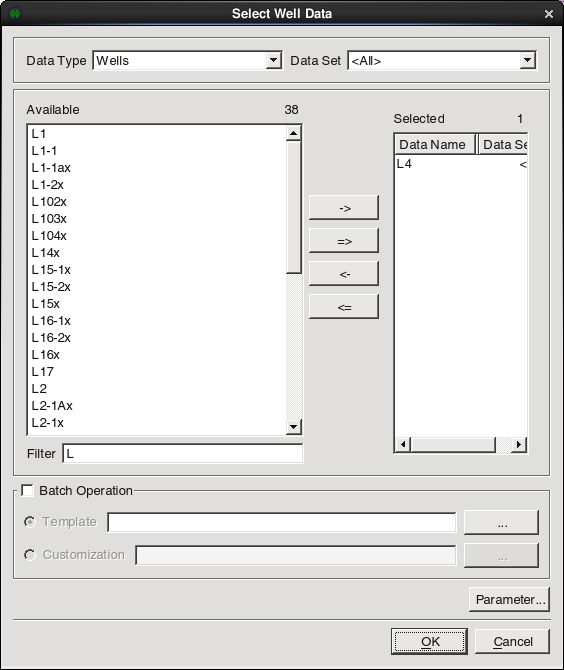 Select Well Data
Data Type Wells Data Set <All>
Available 38
L1
L1-1
L1-1ax
L1-2x
L102x
L103x
L104x
L14x
L15-1x
L15-2x
L15x
L16-1x
L16-2x
L16x
L17
L2
L2-1Ax
L2-1x
Filter L
->
=>
<-
<=
Selected 1
Data Name Data Se
L4 <
Batch Operation
Template ...
Customization ...
Parameter...
OK Cancel